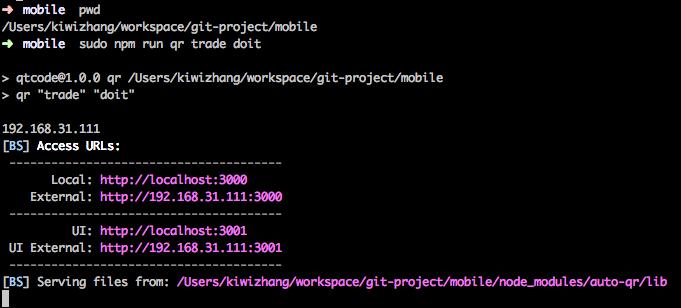 ➜ mobile pwd
/Users/kiwizhang/workspace/git-project/mobile
➜ mobile sudo npm run qr trade doit
> qtcode@1.0.0 qr /Users/kiwizhang/workspace/git-project/mobile
> qr "trade" "doit"
192.168.31.111
[BS] Access URLs:
--------------------------------------
Local: http://localhost:3000
External: http://192.168.31.111:3000
--------------------------------------
UI: http://localhost:3001
UI External: http://192.168.31.111:3001
--------------------------------------
[BS] Serving files from: /Users/kiwizhang/workspace/git-project/mobile/node_modules/auto-qr/lib